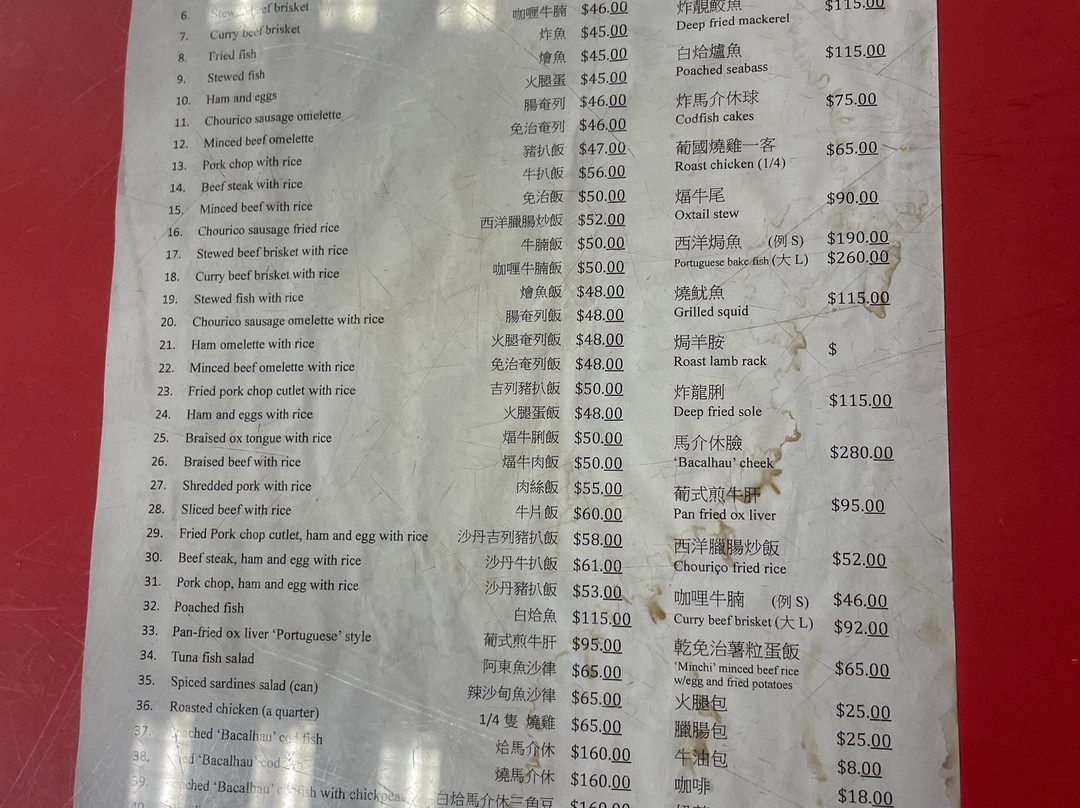 6. beef brisket
7. Curry beef brisket 咖喱牛腩 $46.00
8. Fried fish 炸魚 $45.00
9. Stewed fish 燴魚 $45.00
10. Ham and eggs 火腿蛋 $45.00
11. Chourico sausage omelette 腸奄列 $46.00
12. Minced beef omelette 免治奄列 $46.00
13. Pork chop with rice 豬扒飯 $47.00
14. Beef steak with rice 牛扒飯 $56.00
15. Minced beef with rice 免治飯 $50.00
16. Chourico sausage fried rice 西洋臘腸炒飯 $52.00
17. Stewed beef brisket with rice 牛腩飯 $50.00
18. Curry beef brisket with rice 咖喱牛腩飯 $50.00
19. Stewed fish with rice 燴魚飯 $48.00
20. Chourico sausage omelette with rice 腸奄列飯 $48.00
21. Ham omelette with rice 火腿奄列飯 $48.00
22. Minced beef omelette with rice 免治奄列飯 $48.00
23. Fried pork chop cutlet with rice 吉列豬扒飯 $50.00
24. Ham and eggs with rice 火腿蛋飯 $48.00
25. Braised ox tongue with rice 煏牛脷飯 $50.00
26. Braised beef with rice 煏牛肉飯 $50.00
27. Shredded pork with rice 肉絲飯 $55.00
28. Sliced beef with rice 牛片飯 $60.00
29. Fried Pork chop cutlet, ham and egg with rice 沙丹吉列豬扒飯 $58.00
30. Beef steak, ham and egg with rice 沙丹牛扒飯 $61.00
31. Pork chop, ham and egg with rice 沙丹豬扒飯 $53.00
32. Poached fish 白烚魚 $115.00
33. Pan-fried ox liver ‘Portuguese’ style 葡式煎牛肝 $95.00
34. Tuna fish salad 阿東魚沙律 $65.00
35. Spiced sardines salad (can) 辣沙甸魚沙律 $65.00
36. Roasted chicken (a quarter) 1/4 隻 燒雞 $65.00
37. ‘Bacalhau’ cod fish 烚馬介休 $160.00
38. ‘Bacalhau’ cod 燒馬介休 $160.00
39. ‘Bacalhau’ with chickpea 白烚馬介休三角豆 $160.00
炸靚鮫魚 $115.00
Deep fried mackerel
白烚爐魚 $115.00
Poached seabass
炸馬介休球 $75.00
Codfish cakes
葡國燒雞一客 $65.00
Roast chicken (1/4)
煏牛尾 $90.00
Oxtail stew
西洋焗魚 (例 S) $190.00
Portuguese bake fish (大 L) $260.00
燒魷魚 $115.00
Grilled squid
焗羊胺 $
Roast lamb rack
炸龍脷 $115.00
Deep fried sole
馬介休臉 $280.00
‘Bacalhau’ cheek
葡式煎牛肝 $95.00
Pan fried ox liver
西洋臘腸炒飯 $52.00
Chouriço fried rice
咖哩牛腩 (例 S) $46.00
Curry beef brisket (大 L) $92.00
乾免治薯粒蛋飯 $65.00
‘Minchi’ minced beef rice
w/egg and fried potatoes
火腿包 $25.00
臘腸包 $25.00
牛油包 $8.00
咖啡 $18.00